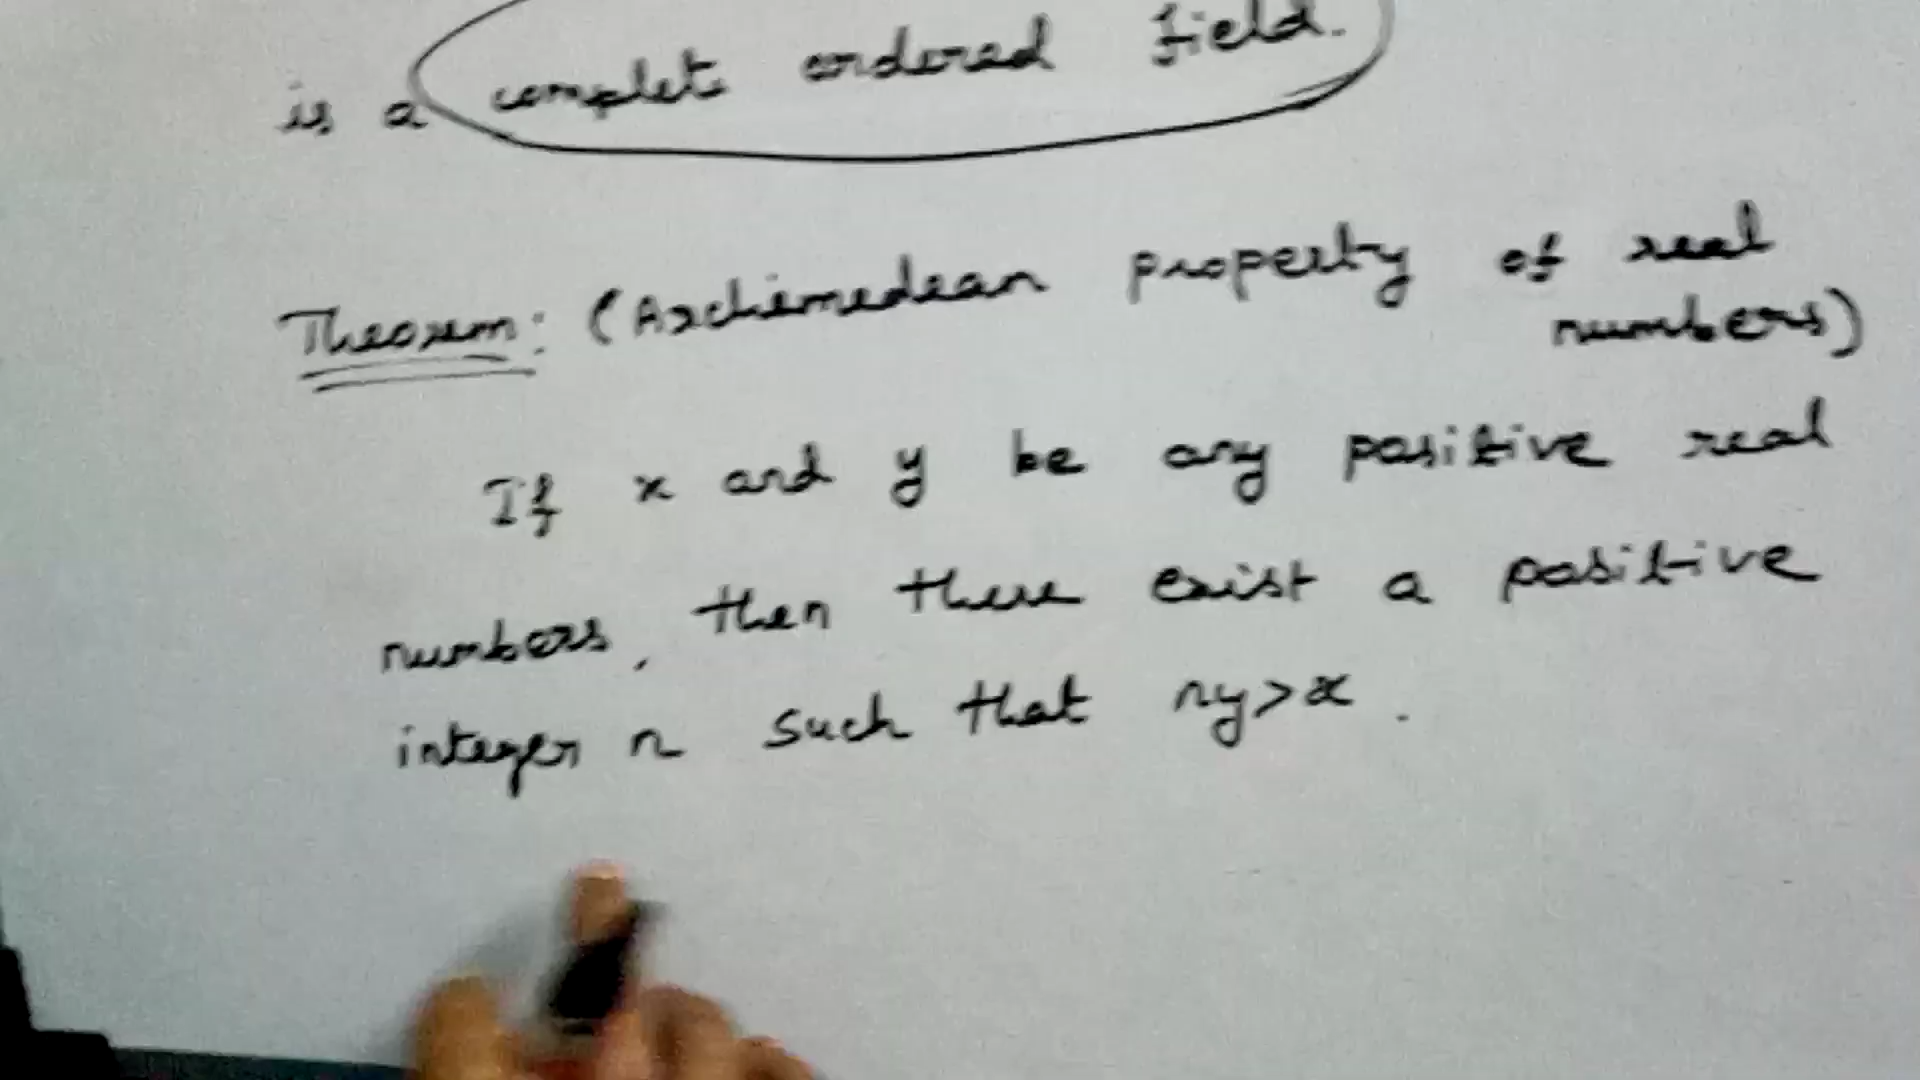 is a complete ordered field.
Theorem: (Archimedean property of real
numbers)
If x and y be any positive real
numbers, then there exist a positive
integer n such that ny>x.